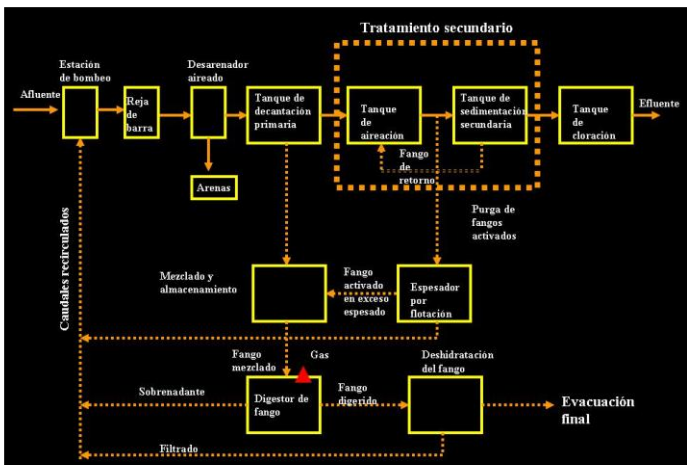 Tratamiento secundario
Estación
de bombeo
Desarenador
aireado
Afluente
Reja
de
barra
Tanque de
decantación
primaria
Tanque
de
aireación
Tanque de
sedimentación
secundaria
Tanque
de
cloración
Efluente
Fango
de
retorno
Arenas
Purga de
fangos
activados
Caudales recirculados
Mezclado y
almacenamiento
Fango
activado
en exceso
espesado
Espesador
por
flotación
Fango
mezclado
Gas
Deshidratación
del fango
Sobrenadante
Digestor de
fango
Fango
digerido
Evacuación
final
Filtrado